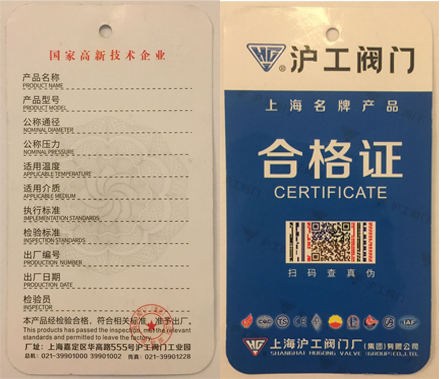 国家高新技术企业
产品名称
PRODUCT NAME
产品型号
PRODUCT MODEL
公称通径
NOMINAL DIAMETER
公称压力
NOMINAL PRESSURE
适用温度
APPLICABLE TEMPERATURE
适用介质
APPLICABLE MEDIUM
执行标准
IMPLEMENTATION STANDARDS
检验标准
INSPECTION STANDARDS
出厂编号
PRODUCTION NUMBER
出厂日期
PRODUCTION DATE
检验员
INSPECTOR
本产品经检验合格，符合相关标准，准予出厂。
This products has passed the inspection, met the relevant
standards and permitted to leave the factory.
厂址：上海嘉定区华高路555号沪工阀门工业园
总机：021-39901000 39901002 传真：021-39901228
HG® 沪工阀门
上海名牌产品
合格证
CERTIFICATE
扫码查真伪
上海沪工阀门厂(集团)有限公司
SHANGHAI HUGONG VALVE (GROUP) CO., LTD.